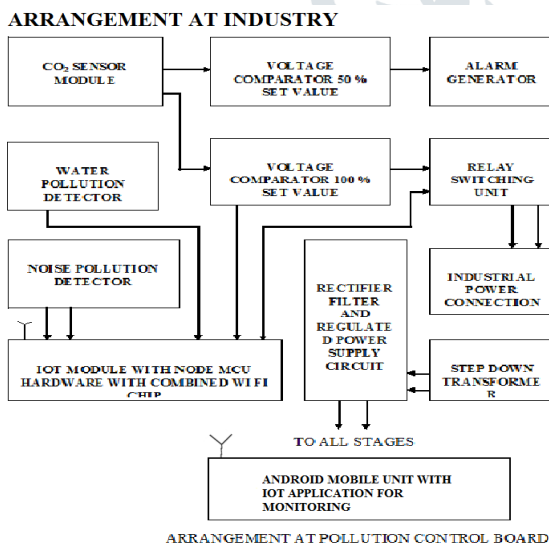 ARRANGEMENT AT INDUSTRY
CO₂ SENSOR
MODULE
VOLTAGE
COMPARATOR 50 %
SET VALUE
ALARM
GENERATOR
WATER
POLLUTION
DETECTOR
VOLTAGE
COMPARATOR 100 %
SET VALUE
RELAY
SWITCHING
UNIT
NOISE POLLUTION
DETECTOR
RECTIFIER
FILTER
AND
REGULATE
D POWER
SUPPLY
CIRCUIT
INDUSTRIAL
POWER
CONNECTION
IOT MODULE WITH NODE MCU
HARDWARE WITH COMBINED WI FI
CHIP
STEP DOWN
TRANSFORME
R
TO ALL STAGES
ANDROID MOBILE UNIT WITH
IOT APPLICATION FOR
MONITORING
ARRANGEMENT AT POLLUTION CONTROL BOARD